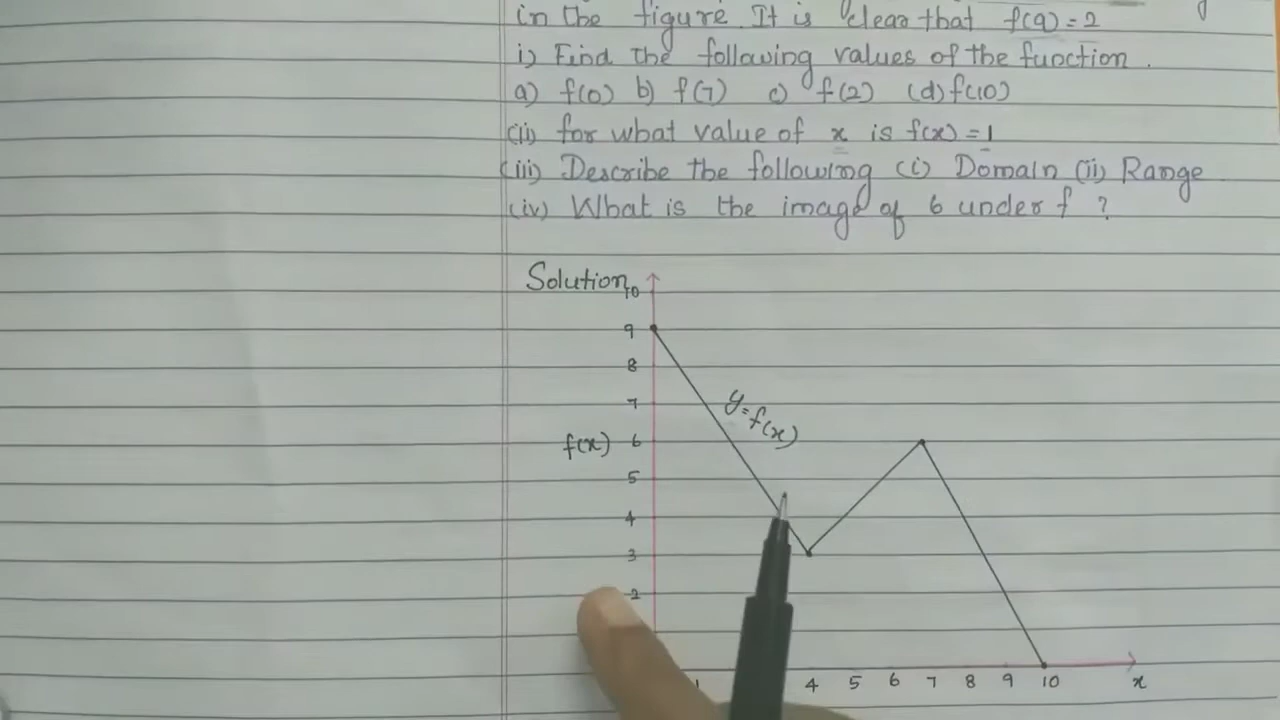 in the figure. It is clear that f(9)=2
i) Find the following values of the function.
a) f(0) b) f(7) c) f(2) (d) f(10)
(ii) for what value of x is f(x)=1
(iii) Describe the following (i) Domain (ii) Range
(iv) What is the image of 6 under f ?
Solution
10
9
8
7
y=f(x)
f(x) 6
5
4
3
2
1 4 5 6 7 8 9 10 x